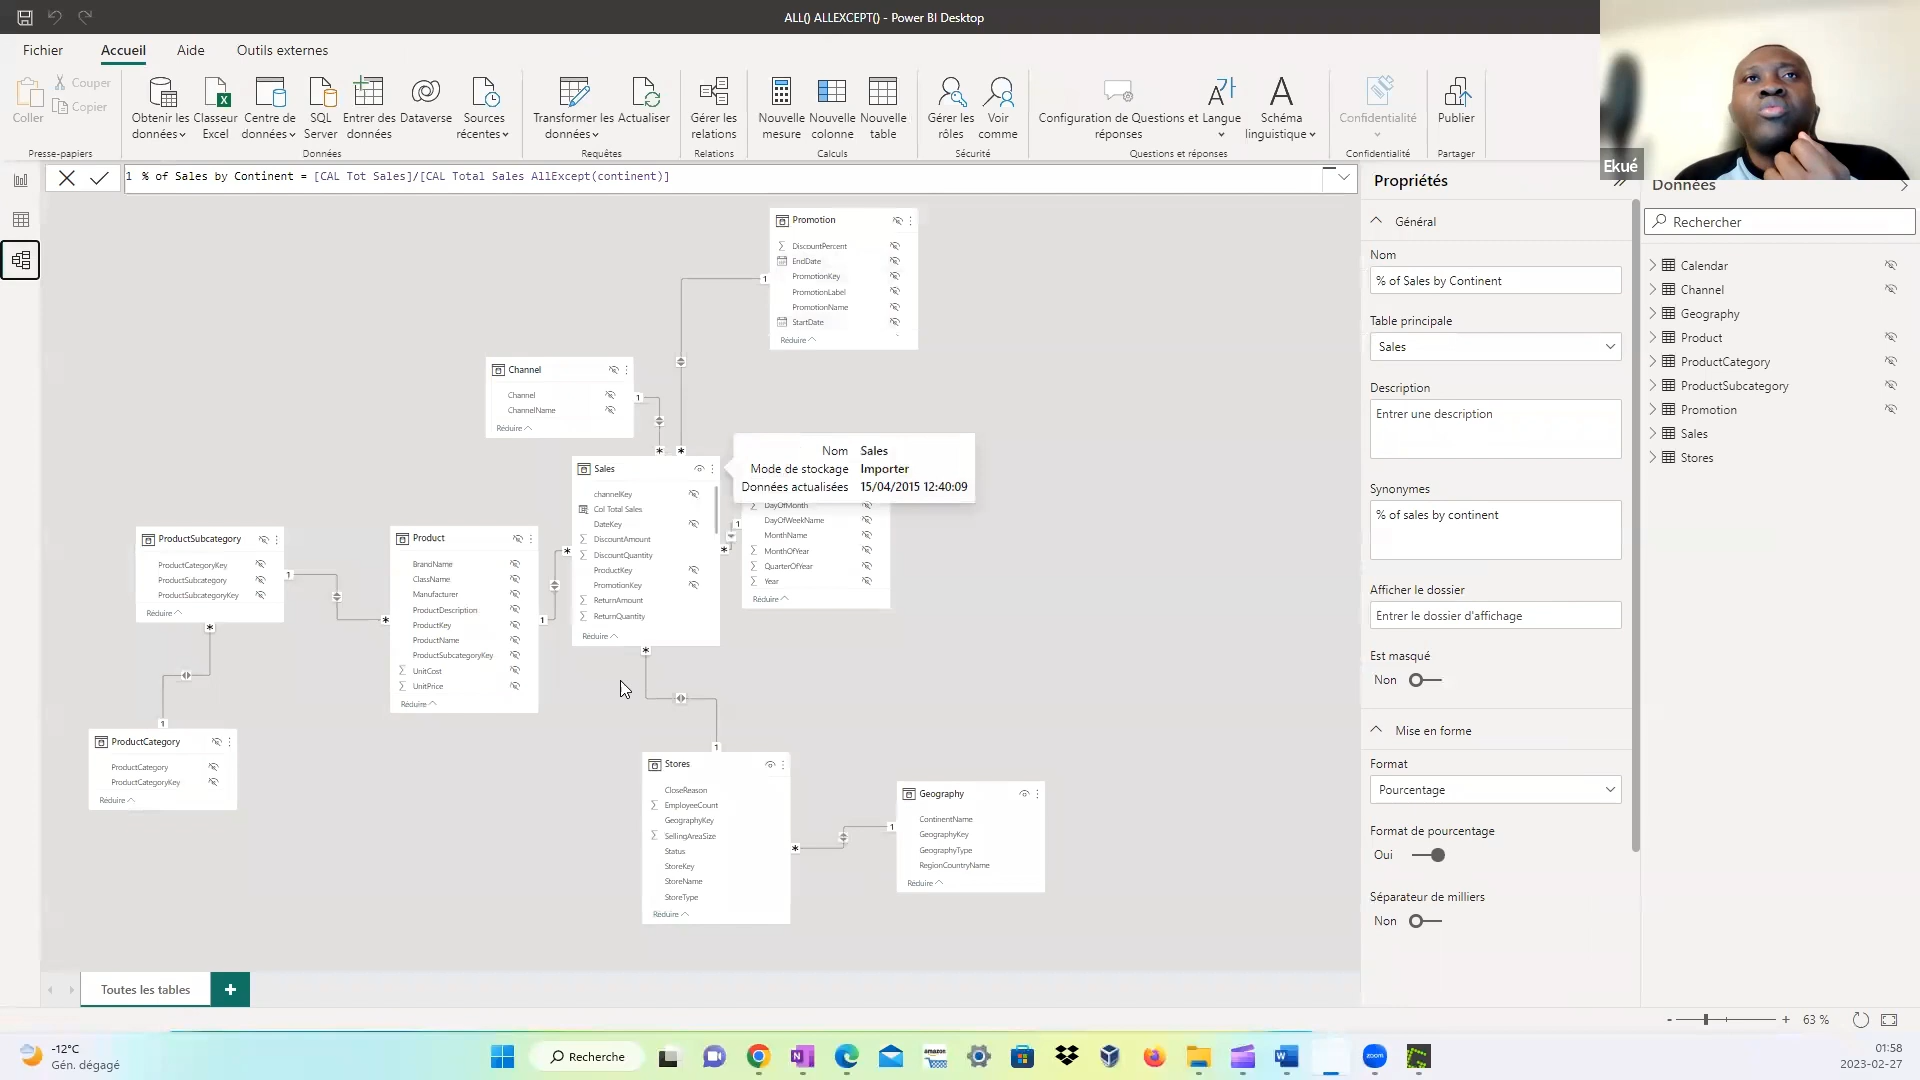 ALL() ALLEXCEPT() - Power BI Desktop
Fichier
Accueil
Aide
Outils externes
Coller
Couper
Copier
Presse-papiers
Obtenir les données
Classeur Excel
Centre de données
SQL Server
Entrer des données
Dataverse
Sources récentes
Données
Transformer les données
Actualiser
Requêtes
Gérer les relations
Relations
Nouvelle mesure
Nouvelle colonne
Nouvelle table
Calculs
Gérer les rôles
Voir comme
Sécurité
Configuration de Questions et réponses
Langue
Schéma linguistique
Questions et réponses
Confidentialité
Confidentialité
Publier
Partager
Ekué
1 % of Sales by Continent = [CAL Tot Sales]/[CAL Total Sales AllExcept(continent)]
Promotion
DiscountPercent
EndDate
PromotionKey
PromotionLabel
PromotionName
StartDate
Réduire
1
Channel
Channel
ChannelName
Réduire
1
*
*
Sales
channelKey
Col Total Sales
DateKey
DiscountAmount
DiscountQuantity
ProductKey
PromotionKey
ReturnAmount
ReturnQuantity
Réduire
*
*
*
Nom Sales
Mode de stockage Importer
Données actualisées 15/04/2015 12:40:09
1
DayOfMonth
DayOfWeekName
MonthName
MonthOfYear
QuarterOfYear
Year
Réduire
ProductSubcategory
ProductCategoryKey
ProductSubcategory
ProductSubcategoryKey
Réduire
1
*
*
Product
BrandName
ClassName
Manufacturer
ProductDescription
ProductKey
ProductName
ProductSubcategoryKey
UnitCost
UnitPrice
Réduire
1
1
ProductCategory
ProductCategory
ProductCategoryKey
Réduire
1
Stores
CloseReason
EmployeeCount
GeographyKey
SellingAreaSize
Status
StoreKey
StoreName
StoreType
Réduire
*
1
Geography
ContinentName
GeographyKey
GeographyType
RegionCountryName
Réduire
Propriétés
Général
Nom
% of Sales by Continent
Table principale
Sales
Description
Entrer une description
Synonymes
% of sales by continent
Afficher le dossier
Entrer le dossier d'affichage
Est masqué
Non
Mise en forme
Format
Pourcentage
Format de pourcentage
Oui
Séparateur de milliers
Non
Données
Rechercher
Calendar
Channel
Geography
Product
ProductCategory
ProductSubcategory
Promotion
Sales
Stores
Toutes les tables
+
- + 63 %
-12°C
Gén. dégagé
Recherche
amazon
zoom
01:58
2023-02-27